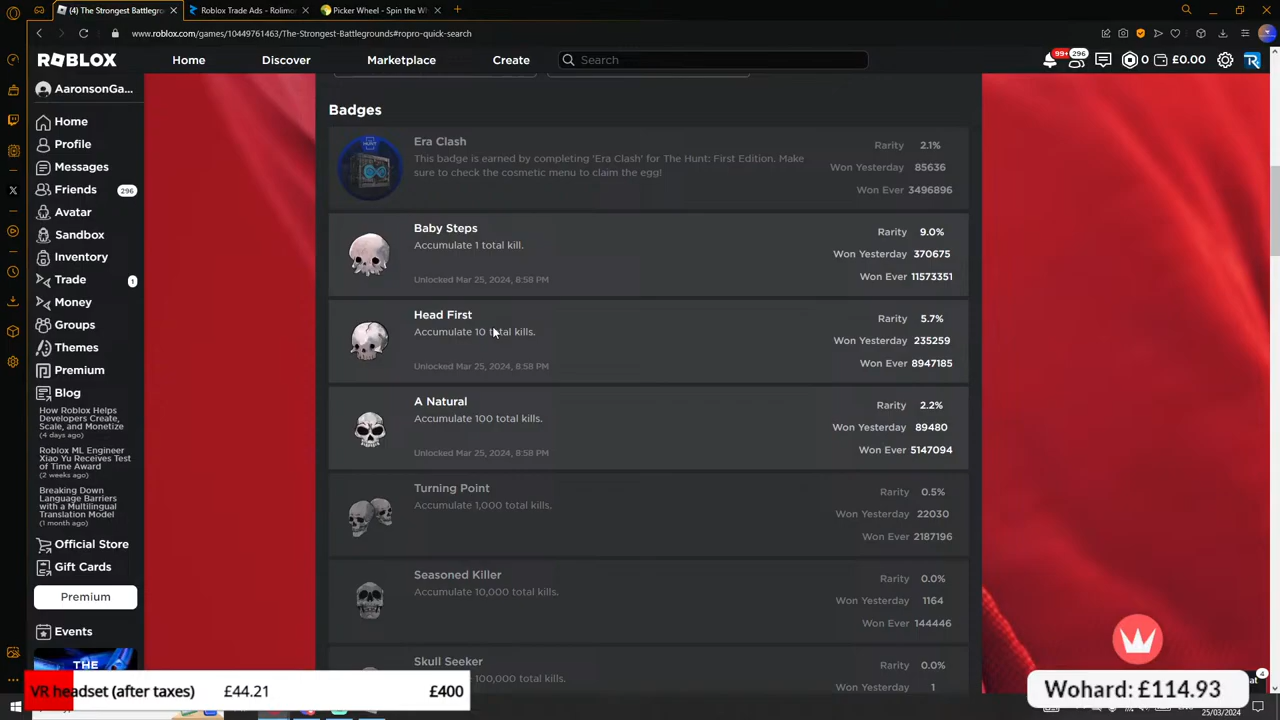 (4) The Strongest Battlegrou
Roblox Trade Ads - Rolimon
Picker Wheel - Spin the Wh
www.roblox.com/games/10449761463/The-Strongest-Battlegrounds#ropro-quick-search
ROBLOX
Home
Discover
Marketplace
Create
Search
99+
296
0
£0.00
AaronsonGa...
Home
Profile
Messages
Friends
296
Avatar
Sandbox
Inventory
Trade
1
Money
Groups
Themes
Premium
Blog
How Roblox Helps
Developers Create,
Scale, and Monetize
(4 days ago)
Roblox ML Engineer
Xiao Yu Receives Test
of Time Award
(2 weeks ago)
Breaking Down
Language Barriers
with a Multilingual
Translation Model
(1 month ago)
Official Store
Gift Cards
Premium
Events
THE
Badges
Era Clash
This badge is earned by completing 'Era Clash' for The Hunt: First Edition. Make
sure to check the cosmetic menu to claim the egg!
Rarity 2.1%
Won Yesterday 85636
Won Ever 3496896
HUNT
Baby Steps
Accumulate 1 total kill.
Unlocked Mar 25, 2024, 8:58 PM
Rarity 9.0%
Won Yesterday 370675
Won Ever 11573351
Head First
Accumulate 10 total kills.
Unlocked Mar 25, 2024, 8:58 PM
Rarity 5.7%
Won Yesterday 235259
Won Ever 8947185
A Natural
Accumulate 100 total kills.
Unlocked Mar 25, 2024, 8:58 PM
Rarity 2.2%
Won Yesterday 89480
Won Ever 5147094
Turning Point
Accumulate 1,000 total kills.
Rarity 0.5%
Won Yesterday 22030
Won Ever 2187196
Seasoned Killer
Accumulate 10,000 total kills.
Rarity 0.0%
Won Yesterday 1164
Won Ever 144446
Skull Seeker
100,000 total kills.
Rarity 0.0%
Won Yesterday 1
VR headset (after taxes) £44.21 £400
Wohard: £114.93
4
25/03/2024